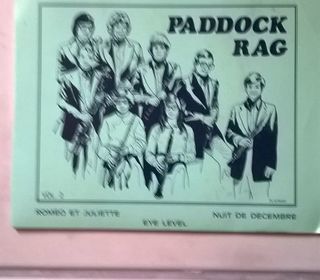 PADDOCK
RAG
VOL. 2
ROMEO ET JULIETTE
EYE LEVEL
NUIT DE DECEMBRE